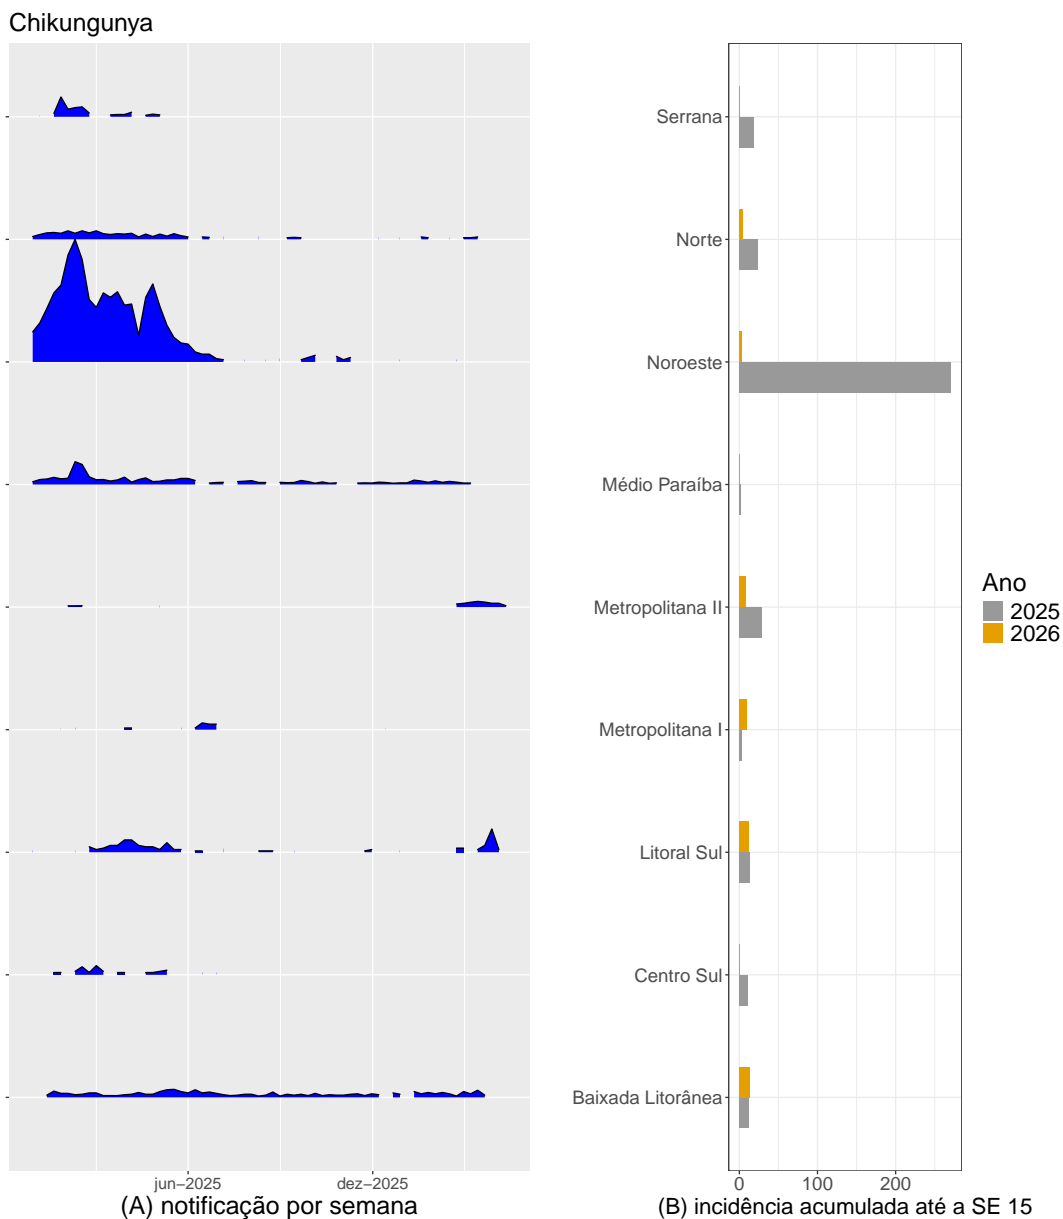 Chikungunya
Serrana
Norte
Noroeste
Médio Paraíba
Metropolitana II
Metropolitana I
Litoral Sul
Centro Sul
Baixada Litorânea
Ano
2025
2026
jun–2025
dez–2025
0
100
200
(A) notificação por semana
(B) incidência acumulada até a SE 15